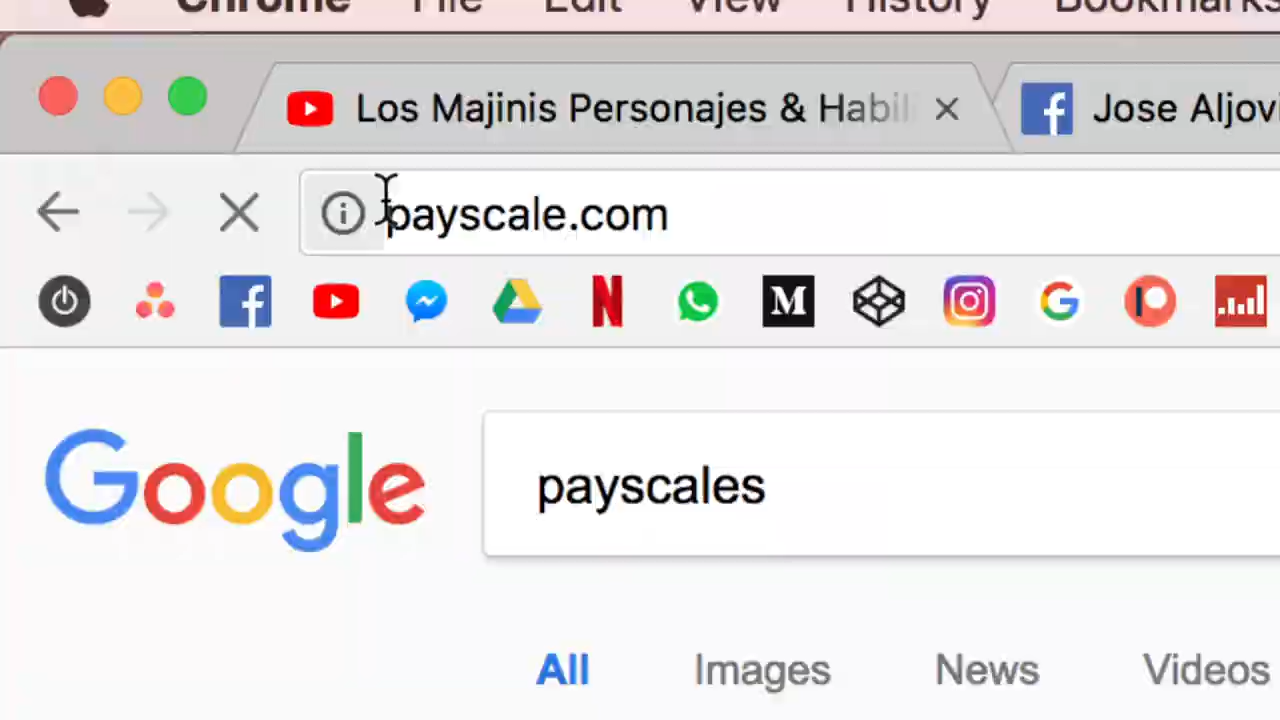 Chrome File Edit View History Bookmarks
Los Majinis Personajes & Habil Jose Aljovi
payscale.com
Google payscales
All Images News Videos